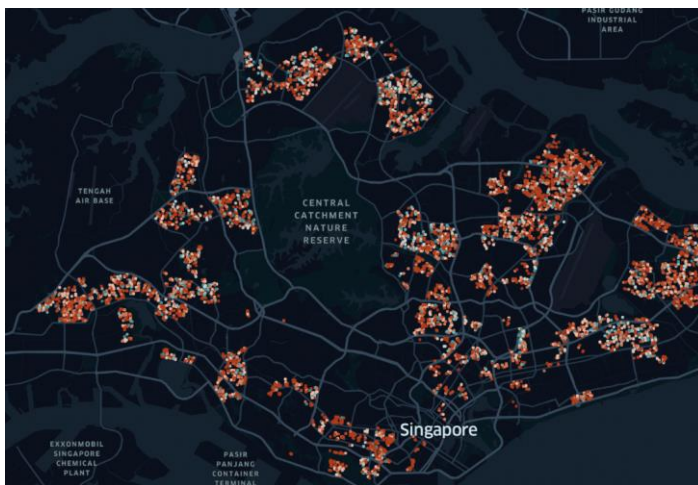 PASIR GUDANG
INDUSTRIAL
AREA
TENGAH
AIR BASE
CENTRAL
CATCHMENT
NATURE
RESERVE
Singapore
EXXONMOBIL
SINGAPORE
CHEMICAL
PLANT
PASIR
PANJANG
CONTAINER
TERMINAL